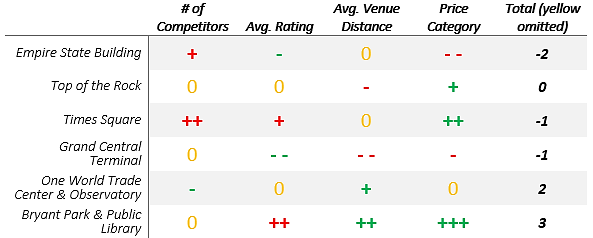 # of Competitors Avg. Rating Avg. Venue Distance Price Category Total (yellow omitted)
Empire State Building + - 0 - - -2
Top of the Rock 0 0 - + 0
Times Square ++ + 0 ++ -1
Grand Central Terminal 0 - - - - - -1
One World Trade Center & Observatory - 0 + 0 2
Bryant Park & Public Library 0 ++ ++ +++ 3